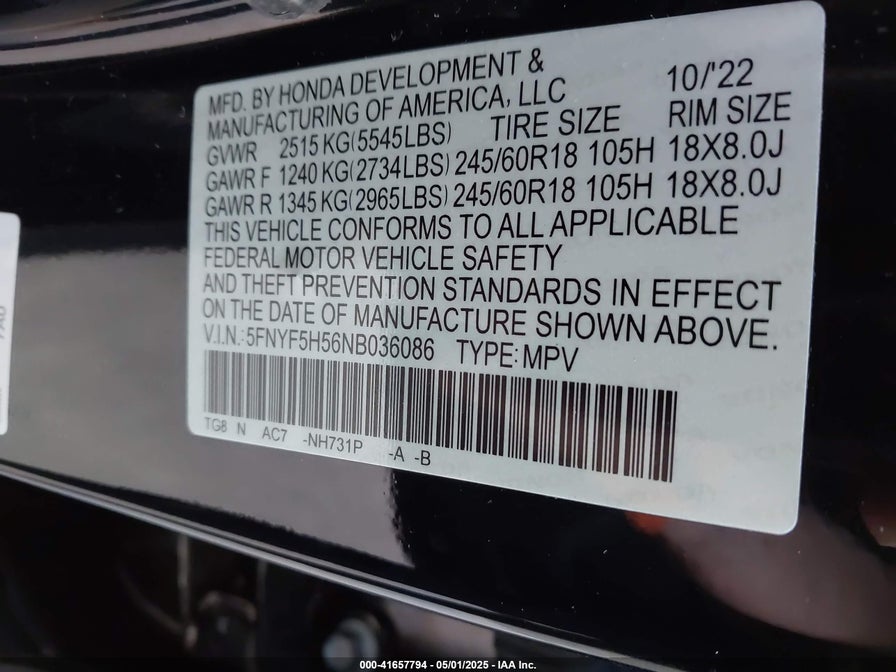 MFD. BY HONDA DEVELOPMENT & 10/'22
MANUFACTURING OF AMERICA, LLC
GVWR 2515 KG(5545LBS) TIRE SIZE RIM SIZE
GAWR F 1240 KG(2734LBS) 245/60R18 105H 18X8.0J
GAWR R 1345 KG(2965LBS) 245/60R18 105H 18X8.0J
THIS VEHICLE CONFORMS TO ALL APPLICABLE
FEDERAL MOTOR VEHICLE SAFETY
AND THEFT PREVENTION STANDARDS IN EFFECT
ON THE DATE OF MANUFACTURE SHOWN ABOVE.
V.I.N.: 5FNYF5H56NB036086 TYPE: MPV
TG8 N AC7 -NH731P -A -B
000-41657794 - 05/01/2025 - IAA Inc.